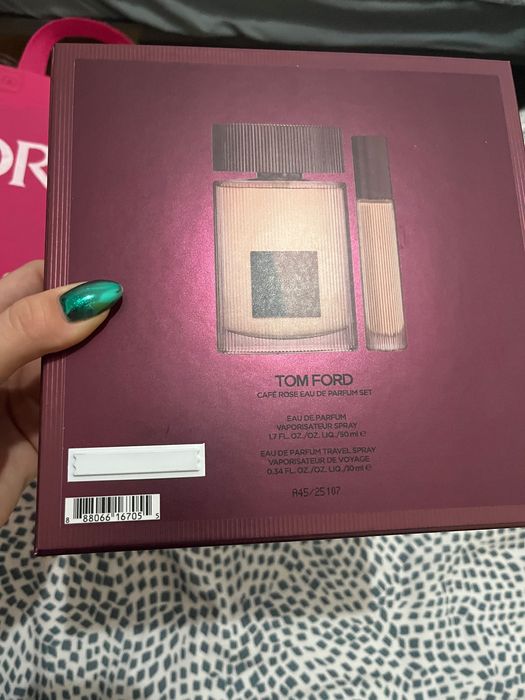 OR
TOM FORD
CAFÉ ROSE EAU DE PARFUM SET
EAU DE PARFUM
VAPORISATEUR SPRAY
1.7 FL. OZ./OZ. LIQ./50 ml ℮
EAU DE PARFUM TRAVEL SPRAY
VAPORISATEUR DE VOYAGE
0.34 FL. OZ./OZ. LIQ./10 ml ℮
A45/25107
8 88066 16705 5